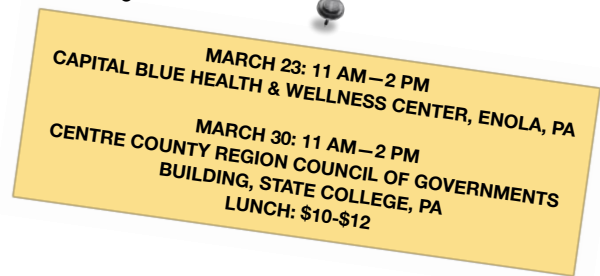 MARCH 23: 11 AM—2 PM
CAPITAL BLUE HEALTH & WELLNESS CENTER, ENOLA, PA
MARCH 30: 11 AM—2 PM
CENTRE COUNTY REGION COUNCIL OF GOVERNMENTS
BUILDING, STATE COLLEGE, PA
LUNCH: $10-$12